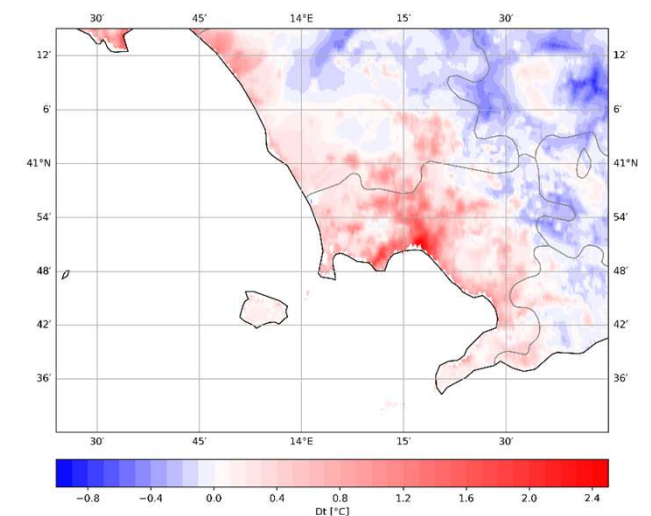 30′ 45′ 14°E 15′ 30′
12′ 12′
6′ 6′
41°N 41°N
54′ 54′
48′ 48′
42′ 42′
36′ 36′
30′ 45′ 14°E 15′ 30′
−0.8 −0.4 0.0 0.4 0.8 1.2 1.6 2.0 2.4
Dt [°C]